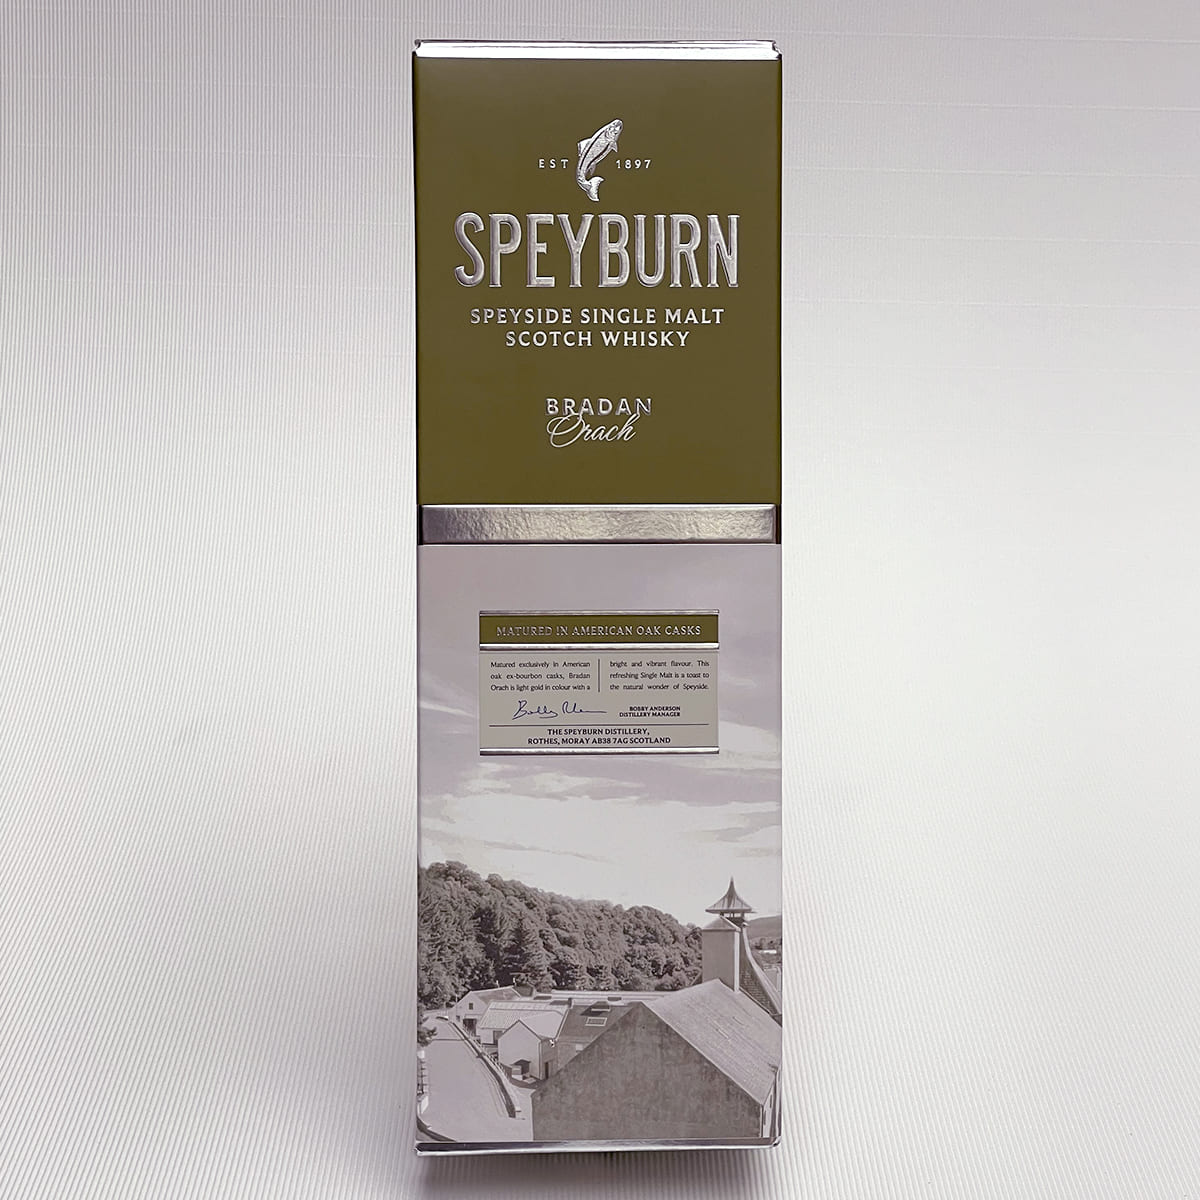 EST 1897
SPEYBURN
SPEYSIDE SINGLE MALT
SCOTCH WHISKY
BRADAN
Orach
MATURED IN AMERICAN OAK CASKS
Matured exclusively in American
oak ex-bourbon casks, Bradan
Orach is light gold in colour with a
bright and vibrant flavour. This
refreshing Single Malt is a toast to
the natural wonder of Speyside.
BOBBY ANDERSON
DISTILLERY MANAGER
THE SPEYBURN DISTILLERY,
ROTHES, MORAY AB38 7AG SCOTLAND